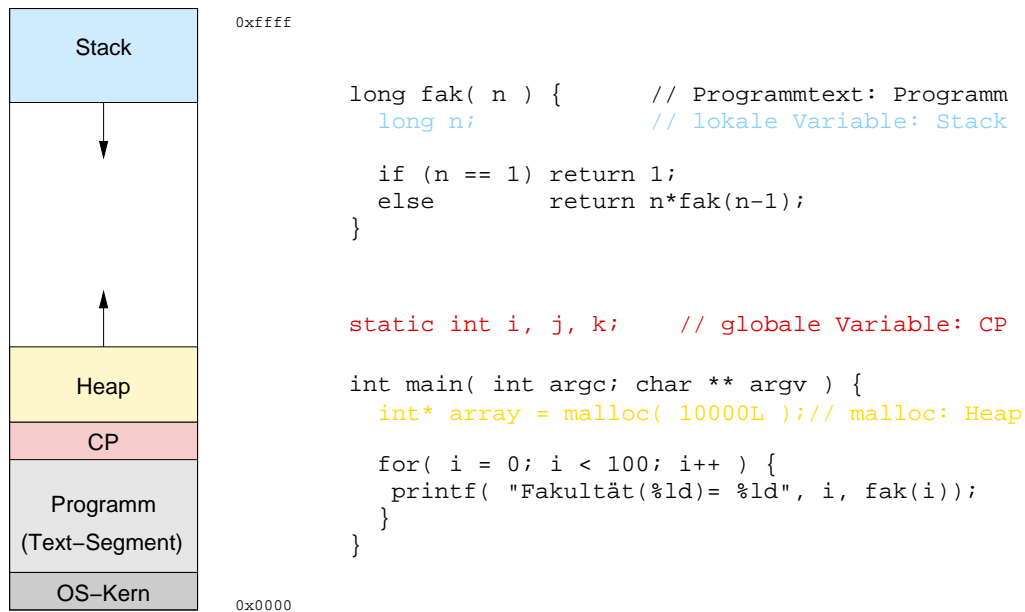 0xffff
Stack
long fak( n ) {      // Programmtext: Programm
  long n;            // lokale Variable: Stack
  if (n == 1) return 1;
  else        return n*fak(n−1);
}
static int i, j, k;    // globale Variable: CP
Heap
int main( int argc; char ** argv ) {
  int* array = malloc( 10000L );// malloc: Heap
CP
  for( i = 0; i < 100; i++ ) {
   printf( "Fakultät(%ld)= %ld", i, fak(i));
  }
}
Programm
(Text−Segment)
OS−Kern
0x0000